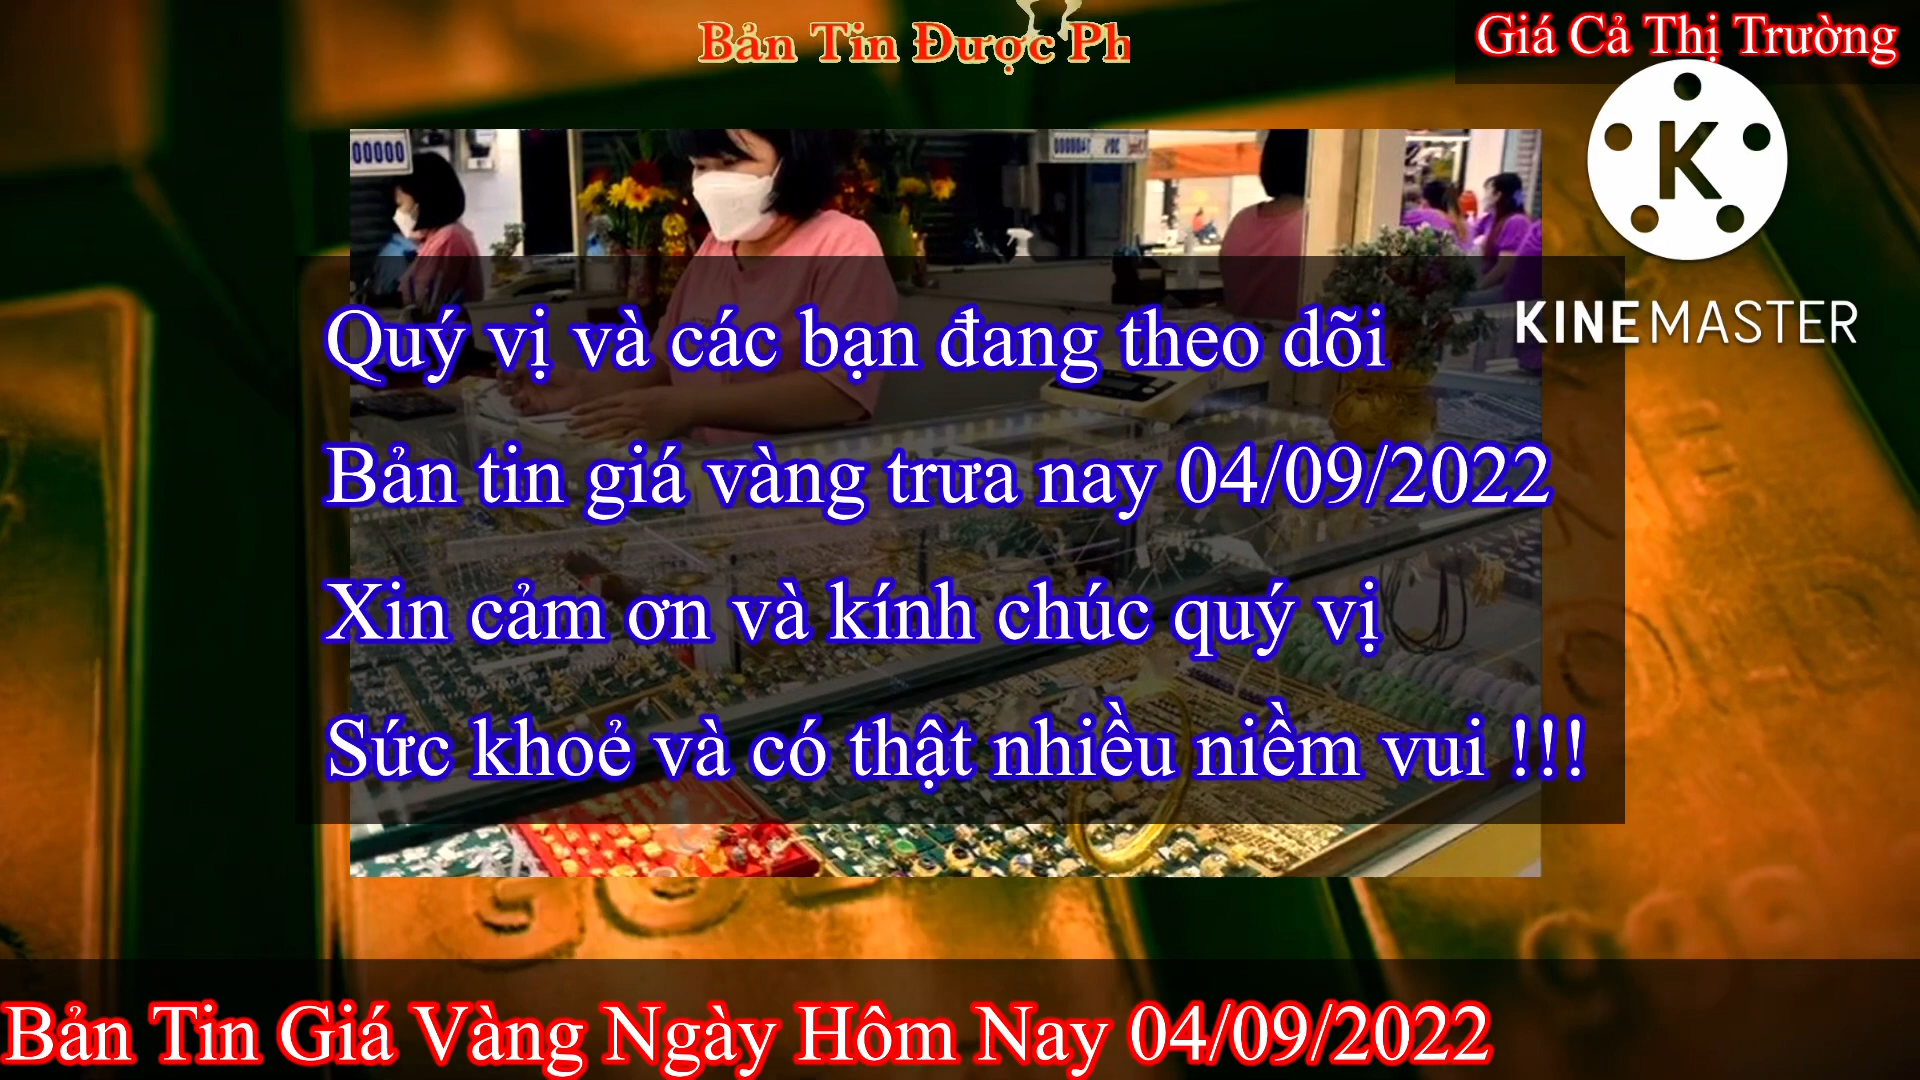 Bản Tin Được Ph
Giá Cả Thị Trường
KINEMASTER
Quý vị và các bạn đang theo dõi
Bản tin giá vàng trưa nay 04/09/2022
Xin cảm ơn và kính chúc quý vị
Sức khoẻ và có thật nhiều niềm vui !!!
Bản Tin Giá Vàng Ngày Hôm Nay 04/09/2022